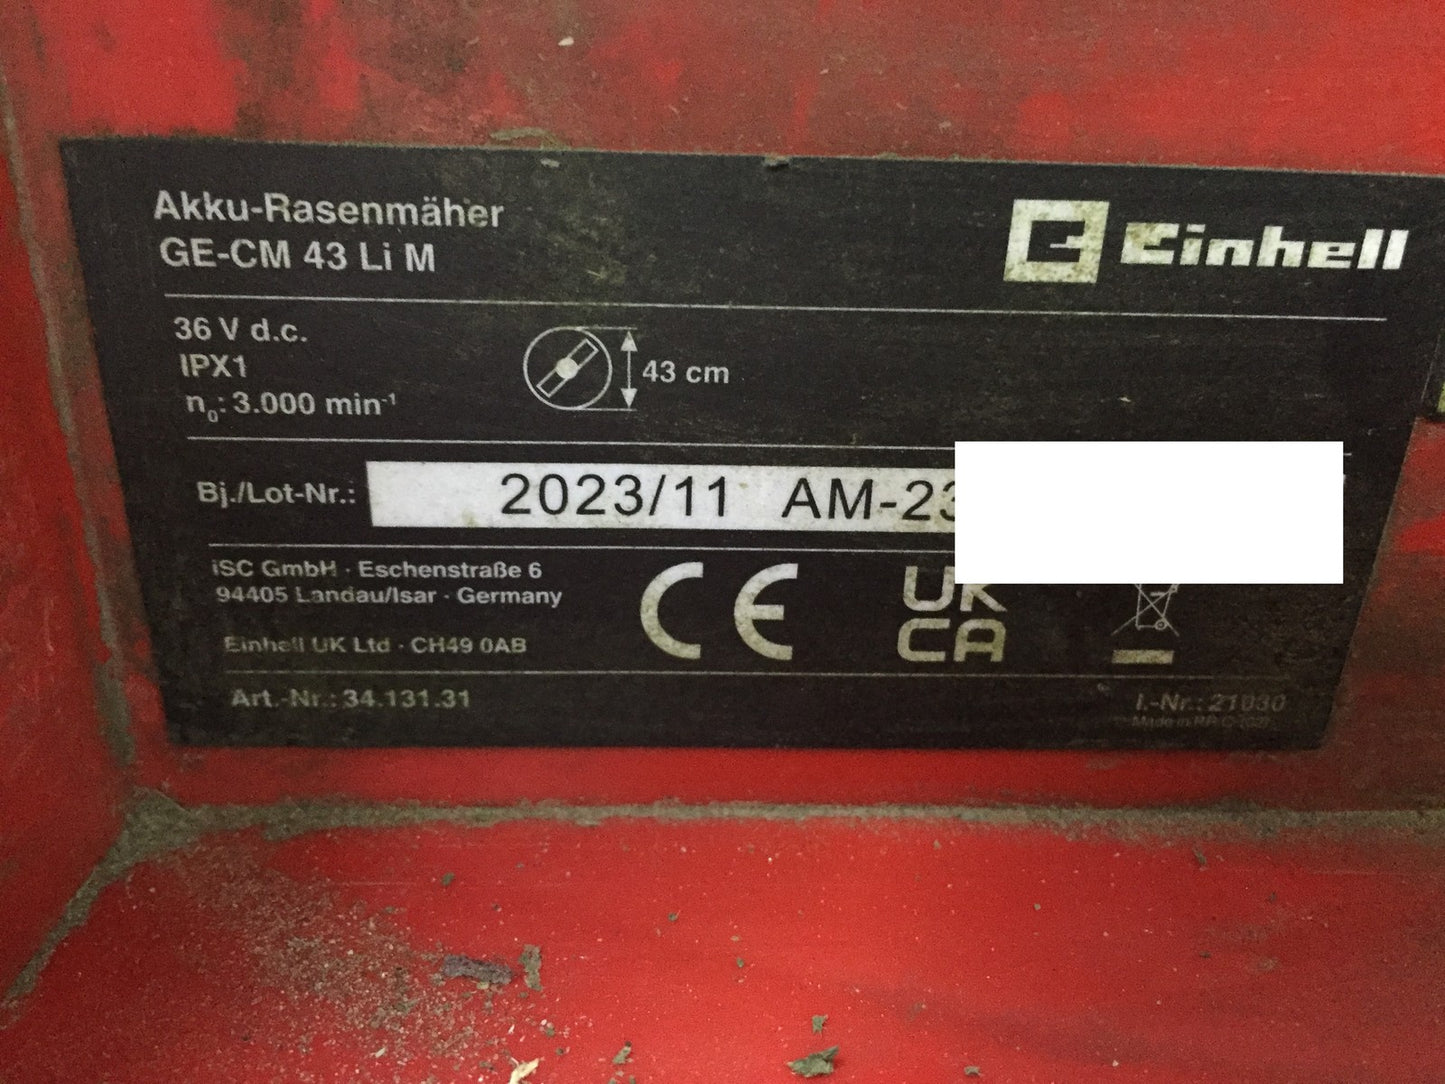 Akku-Rasenmäher
GE-CM 43 Li M
Einhell
36 V d.c.
IPX1
n₀: 3.000 min⁻¹
43 cm
Bj./Lot-Nr.: 2023/11 AM-23
iSC GmbH · Eschenstraße 6
94405 Landau/Isar · Germany
Einhell UK Ltd · CH49 0AB
CE
UK
CA
Art.-Nr.: 34.131.31
I.-Nr.: 21030
Made in P.R.C.